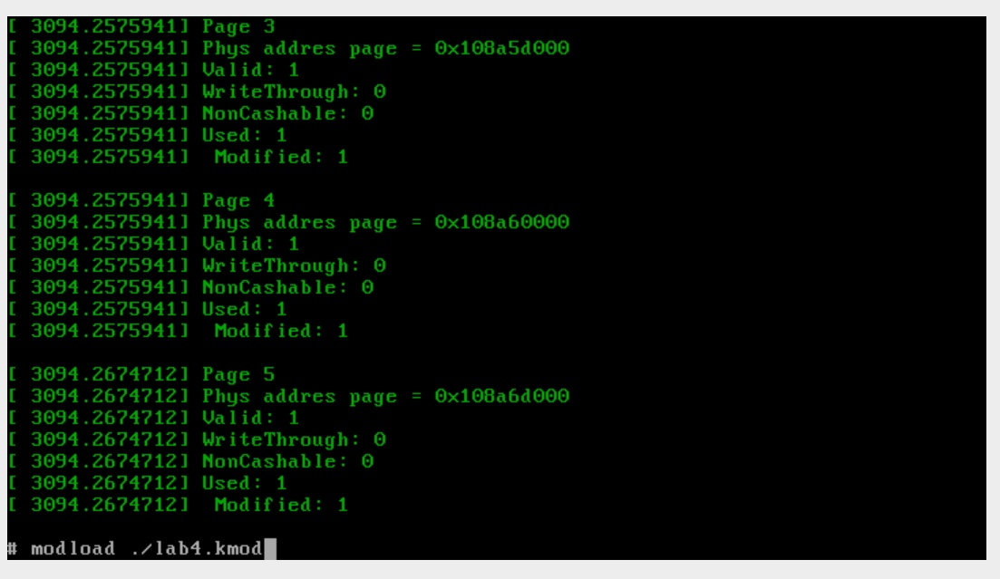 [ 3094.2575941] Page 3
[ 3094.2575941] Phys addres page = 0x108a5d000
[ 3094.2575941] Valid: 1
[ 3094.2575941] WriteThrough: 0
[ 3094.2575941] NonCashable: 0
[ 3094.2575941] Used: 1
[ 3094.2575941]  Modified: 1
[ 3094.2575941] Page 4
[ 3094.2575941] Phys addres page = 0x108a60000
[ 3094.2575941] Valid: 1
[ 3094.2575941] WriteThrough: 0
[ 3094.2575941] NonCashable: 0
[ 3094.2575941] Used: 1
[ 3094.2575941]  Modified: 1
[ 3094.2674712] Page 5
[ 3094.2674712] Phys addres page = 0x108a6d000
[ 3094.2674712] Valid: 1
[ 3094.2674712] WriteThrough: 0
[ 3094.2674712] NonCashable: 0
[ 3094.2674712] Used: 1
[ 3094.2674712]  Modified: 1
# modload ./lab4.kmod